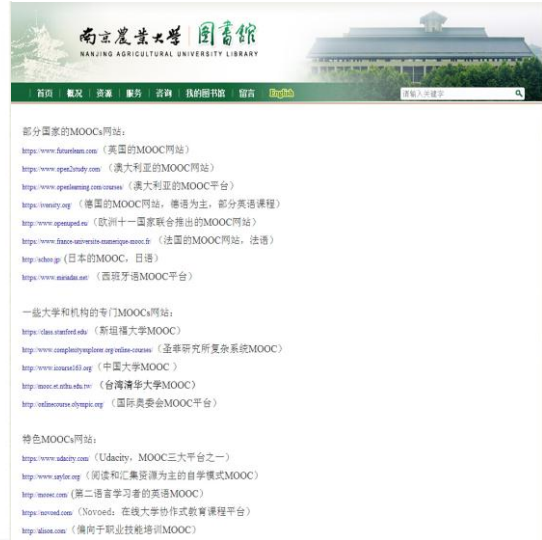 南京农业大学 图书馆
NANJING AGRICULTURAL UNIVERSITY LIBRARY
首页 | 概况 | 资源 | 服务 | 咨询 | 我的图书馆 | 留言 | English
请输入关键字
部分国家的MOOCs网站：
https://www.futurelearn.com/ （英国的MOOC网站）
https://www.open2study.com/ （澳大利亚的MOOC网站）
https://www.openlearning.com/courses/ （澳大利亚的MOOC平台）
https://iversity.org/ （德国的MOOC网站，德语为主，部分英语课程）
http://www.openuped.eu/ （欧洲十一国家联合推出的MOOC网站）
https://www.france-universite-numerique-mooc.fr （法国的MOOC网站，法语）
http://schoo.jp/ (日本的MOOC，日语）
https://www.miriadax.net/ （西班牙语MOOC平台）
一些大学和机构的专门MOOCs网站：
https://class.stanford.edu/ （斯坦福大学MOOC）
http://www.complexityexplorer.org/online-courses/ （圣菲研究所复杂系统MOOC）
http://www.icourse163.org/ （中国大学MOOC ）
http://mooc.et.nthu.edu.tw/ （台湾清华大学MOOC）
http://onlinecourse.olympic.org/ （国际奥委会MOOC平台）
特色MOOCs网站：
https://www.udacity.com/ （Udacity，MOOC三大平台之一）
http://www.saylor.org/ （阅读和汇集资源为主的自学模式MOOC）
http://mooec.com/ (第二语言学习者的英语MOOC）
https://novoed.com/ （Novoed：在线大学协作式教育课程平台）
http://alison.com/ （偏向于职业技能培训MOOC）